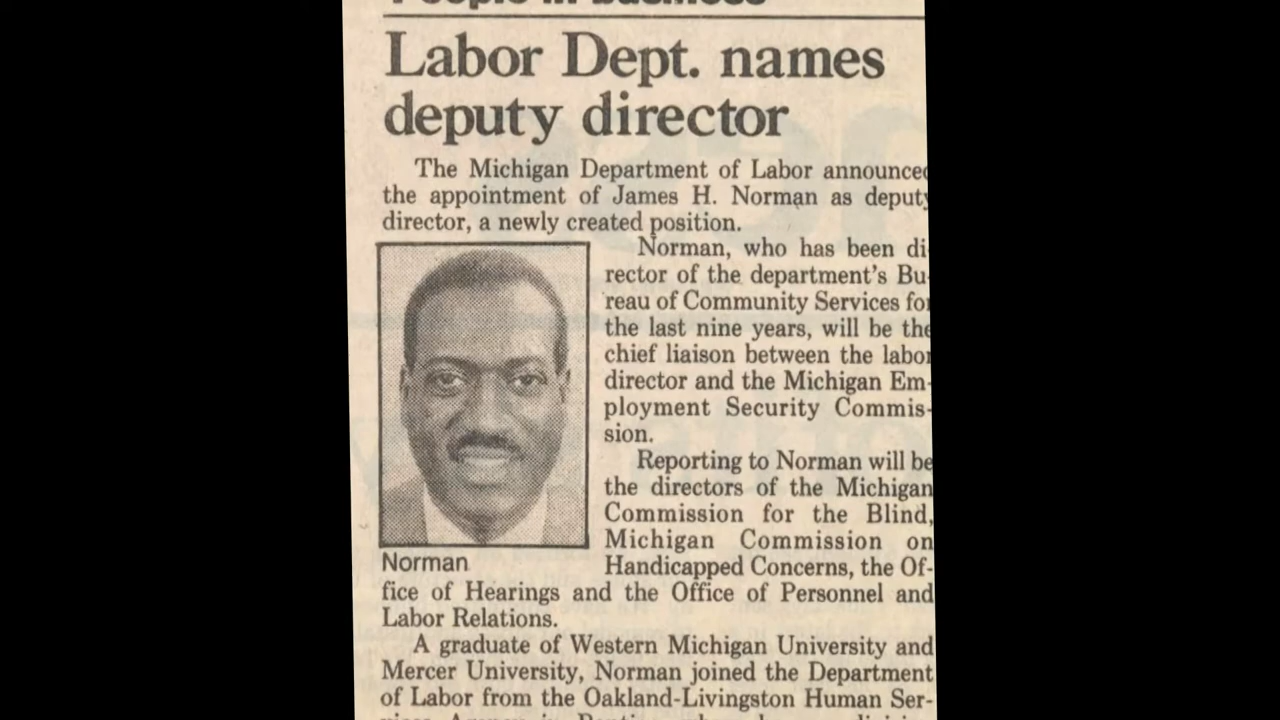 People in business
Labor Dept. names
deputy director
The Michigan Department of Labor announced
the appointment of James H. Norman as deputy
director, a newly created position.
Norman, who has been di-
rector of the department's Bu-
reau of Community Services for
the last nine years, will be the
chief liaison between the labor
director and the Michigan Em-
ployment Security Commis-
sion.
Reporting to Norman will be
the directors of the Michigan
Commission for the Blind,
Michigan Commission on
Handicapped Concerns, the Of-
Norman
fice of Hearings and the Office of Personnel and
Labor Relations.
A graduate of Western Michigan University and
Mercer University, Norman joined the Department
of Labor from the Oakland-Livingston Human Ser-